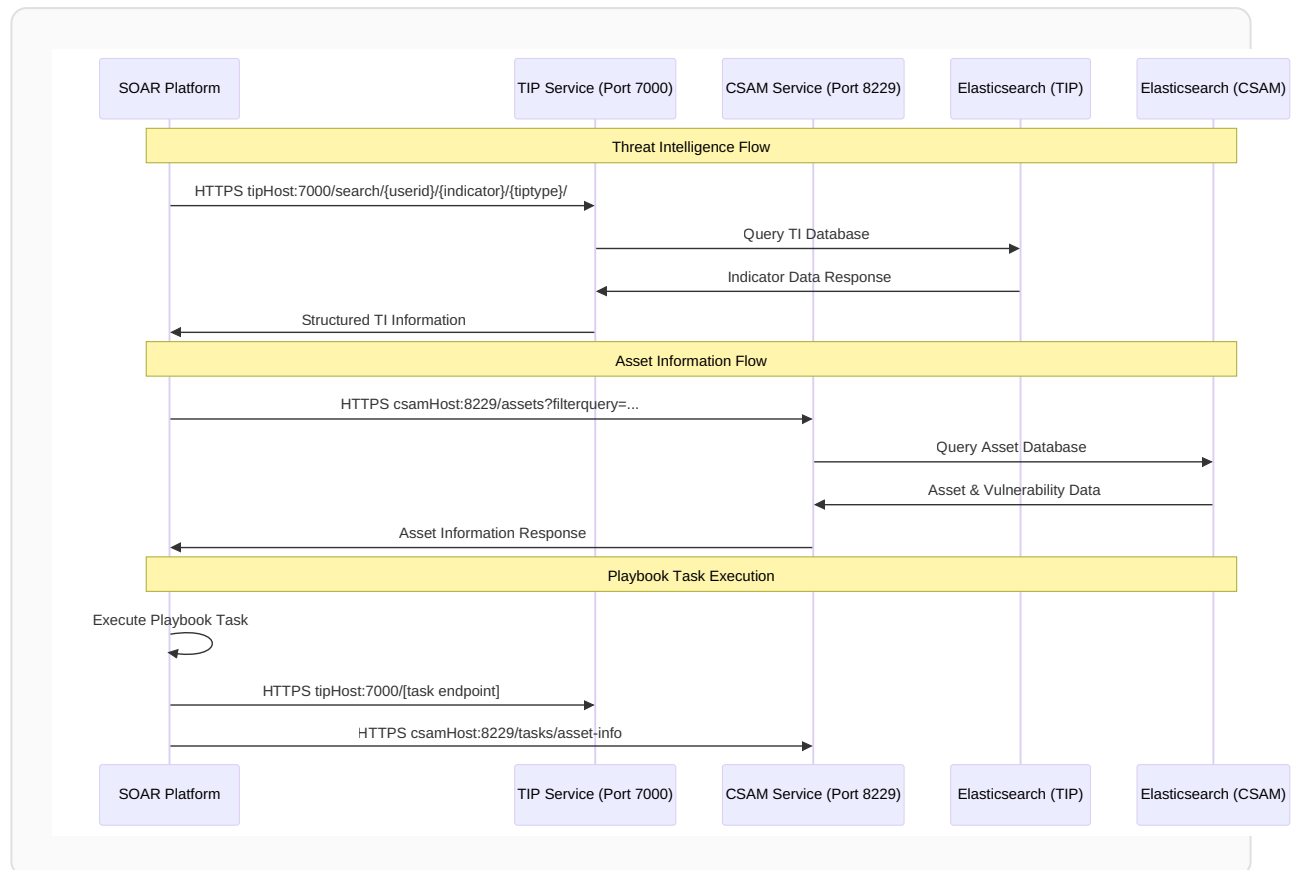 SOAR Platform
TIP Service (Port 7000)
CSAM Service (Port 8229)
Elasticsearch (TIP)
Elasticsearch (CSAM)
Threat Intelligence Flow
HTTPS tipHost:7000/search/{userid}/{indicator}/{tiptype}/
Query TI Database
Indicator Data Response
Structured TI Information
Asset Information Flow
HTTPS csamHost:8229/assets?filterquery=...
Query Asset Database
Asset & Vulnerability Data
Asset Information Response
Playbook Task Execution
Execute Playbook Task
HTTPS tipHost:7000/[task endpoint]
HTTPS csamHost:8229/tasks/asset-info
SOAR Platform
TIP Service (Port 7000)
CSAM Service (Port 8229)
Elasticsearch (TIP)
Elasticsearch (CSAM)